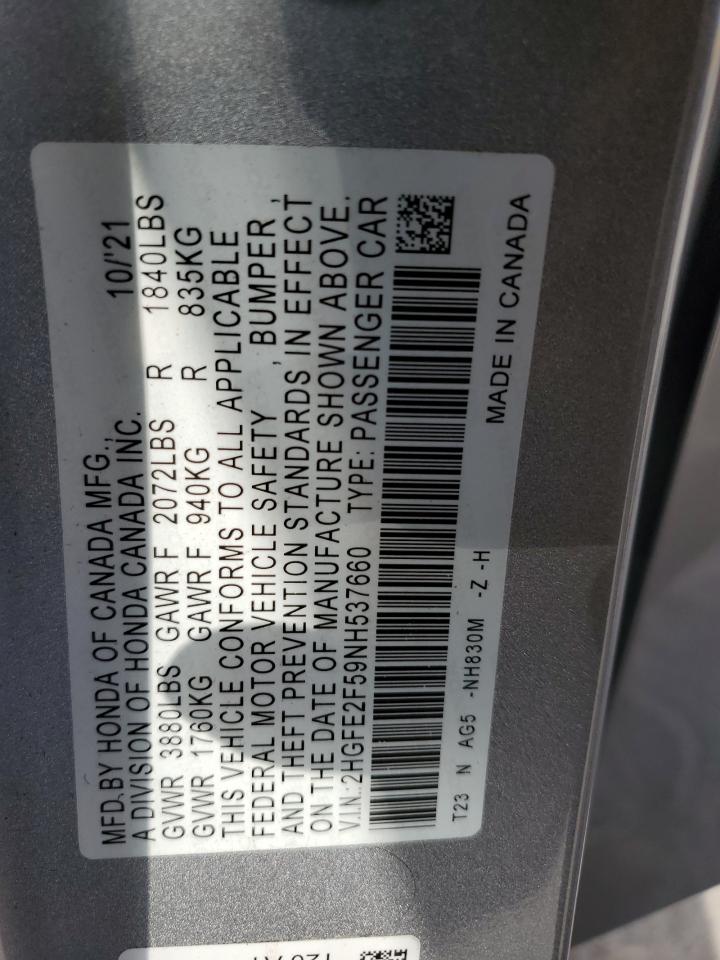 MFD.BY HONDA OF CANADA MFG., 10/'21
A DIVISION OF HONDA CANADA INC.
GVWR 3880LBS GAWR F 2072LBS R 1840LBS
GVWR 1760KG GAWR F 940KG R 835KG
THIS VEHICLE CONFORMS TO ALL APPLICABLE
FEDERAL MOTOR VEHICLE SAFETY , BUMPER ,
AND THEFT PREVENTION STANDARDS IN EFFECT
ON THE DATE OF MANUFACTURE SHOWN ABOVE.
V.I.N.:2HGFE2F59NH537660 TYPE: PASSENGER CAR
T23 N AG5 -NH830M -Z -H MADE IN CANADA